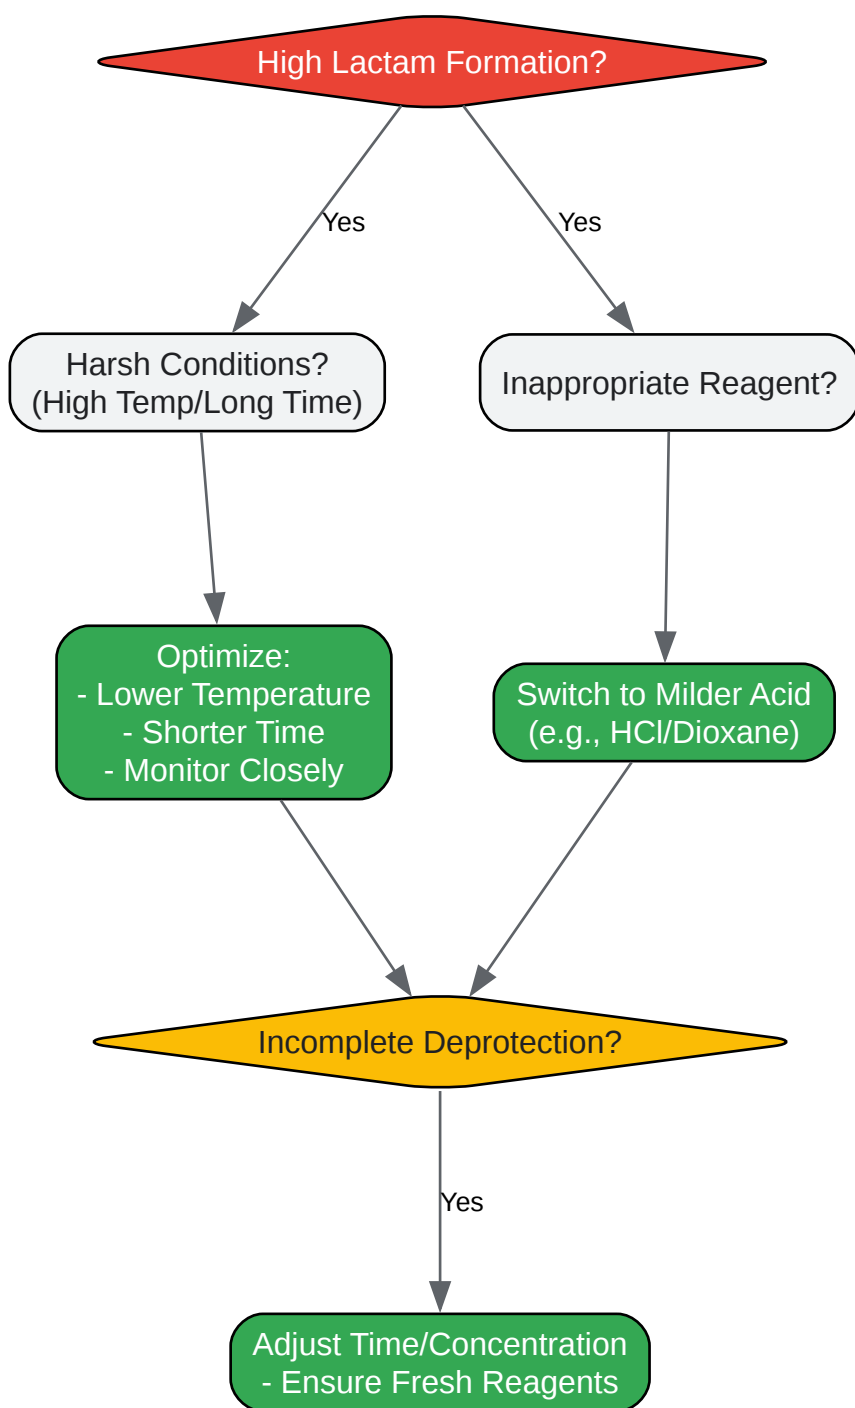 High Lactam Formation?
Yes
Yes
Harsh Conditions?
(High Temp/Long Time)
Inappropriate Reagent?
Optimize:
- Lower Temperature
- Shorter Time
- Monitor Closely
Switch to Milder Acid
(e.g., HCl/Dioxane)
Incomplete Deprotection?
Yes
Adjust Time/Concentration
- Ensure Fresh Reagents